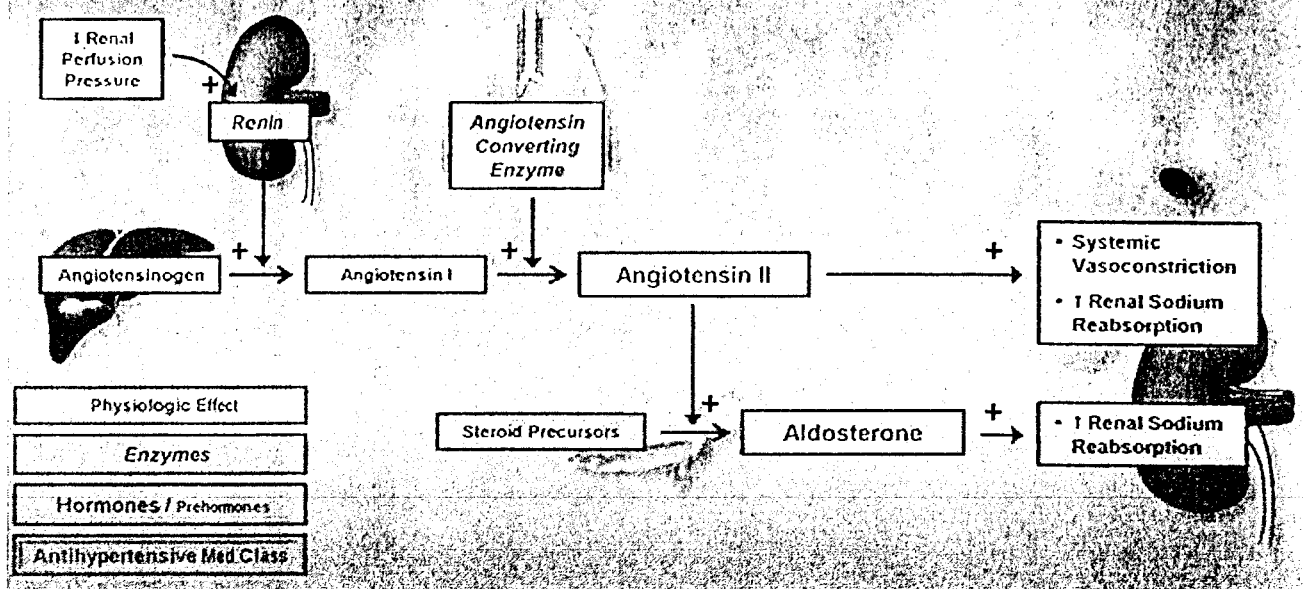 ↓ Renal
Perfusion
Pressure
+
Renin
Angiotensin
Converting
Enzyme
Angiotensinogen
+
Angiotensin I
+
Angiotensin II
+
• Systemic
Vasoconstriction
• ↑ Renal Sodium
Reabsorption
Steroid Precursors
+
Aldosterone
+
• ↑ Renal Sodium
Reabsorption
Physiologic Effect
Enzymes
Hormones / Prehormones
Antihypertensive Med Class